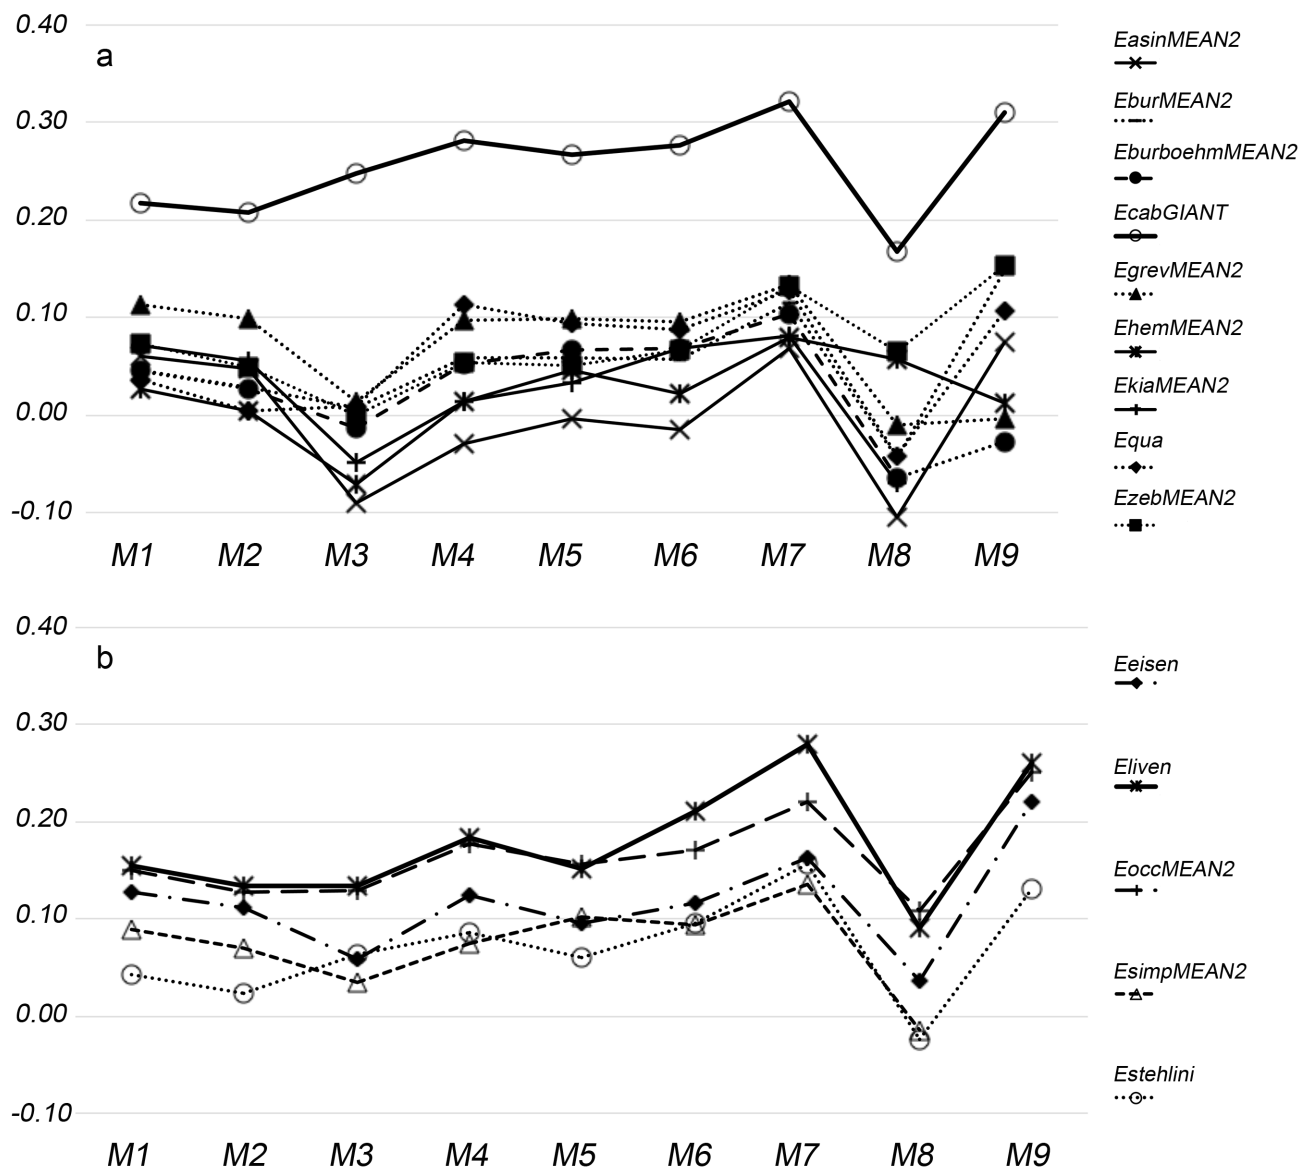 0.40
a
0.30
0.20
0.10
0.00
-0.10
M1 M2 M3 M4 M5 M6 M7 M8 M9
EasinMEAN2
EburMEAN2
EburboehmMEAN2
EcabGIANT
EgrevMEAN2
EhemMEAN2
EkiaMEAN2
Equa
EzebMEAN2
0.40
b
0.30
0.20
0.10
0.00
-0.10
M1 M2 M3 M4 M5 M6 M7 M8 M9
Eeisen
Eliven
EoccMEAN2
EsimpMEAN2
Estehlini